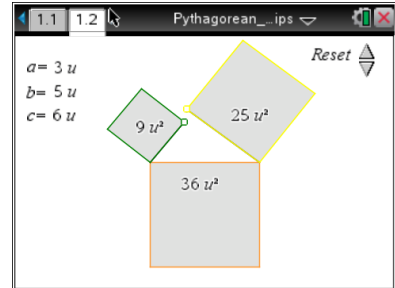 1.1 1.2 Pythagorean_…ips
Reset
a= 3 u
b= 5 u
c= 6 u
9 u²
25 u²
36 u²